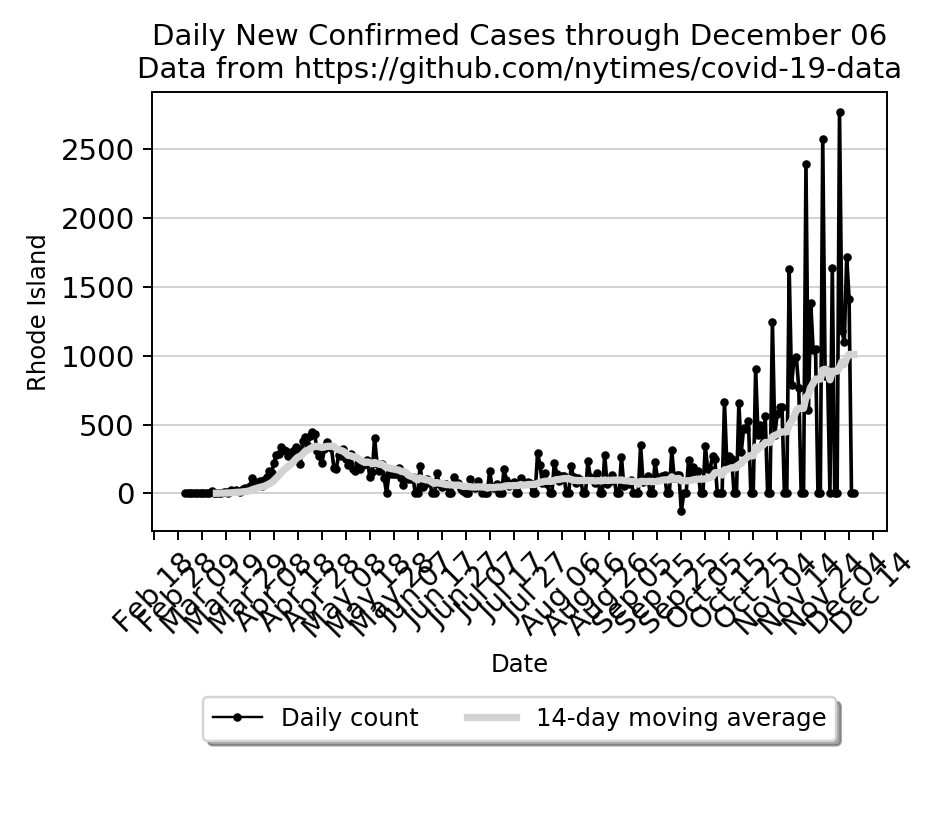 Daily New Confirmed Cases through December 06
Data from https://github.com/nytimes/covid-19-data
Rhode Island
2500
2000
1500
1000
500
0
Feb 18
Feb 28
Mar 09
Mar 19
Mar 29
Apr 08
Apr 18
Apr 28
May 08
May 18
May 28
Jun 07
Jun 17
Jun 27
Jul 07
Jul 17
Jul 27
Aug 06
Aug 16
Aug 26
Sep 05
Sep 15
Sep 25
Oct 05
Oct 15
Oct 25
Nov 04
Nov 14
Nov 24
Dec 04
Dec 14
Date
Daily count
14-day moving average